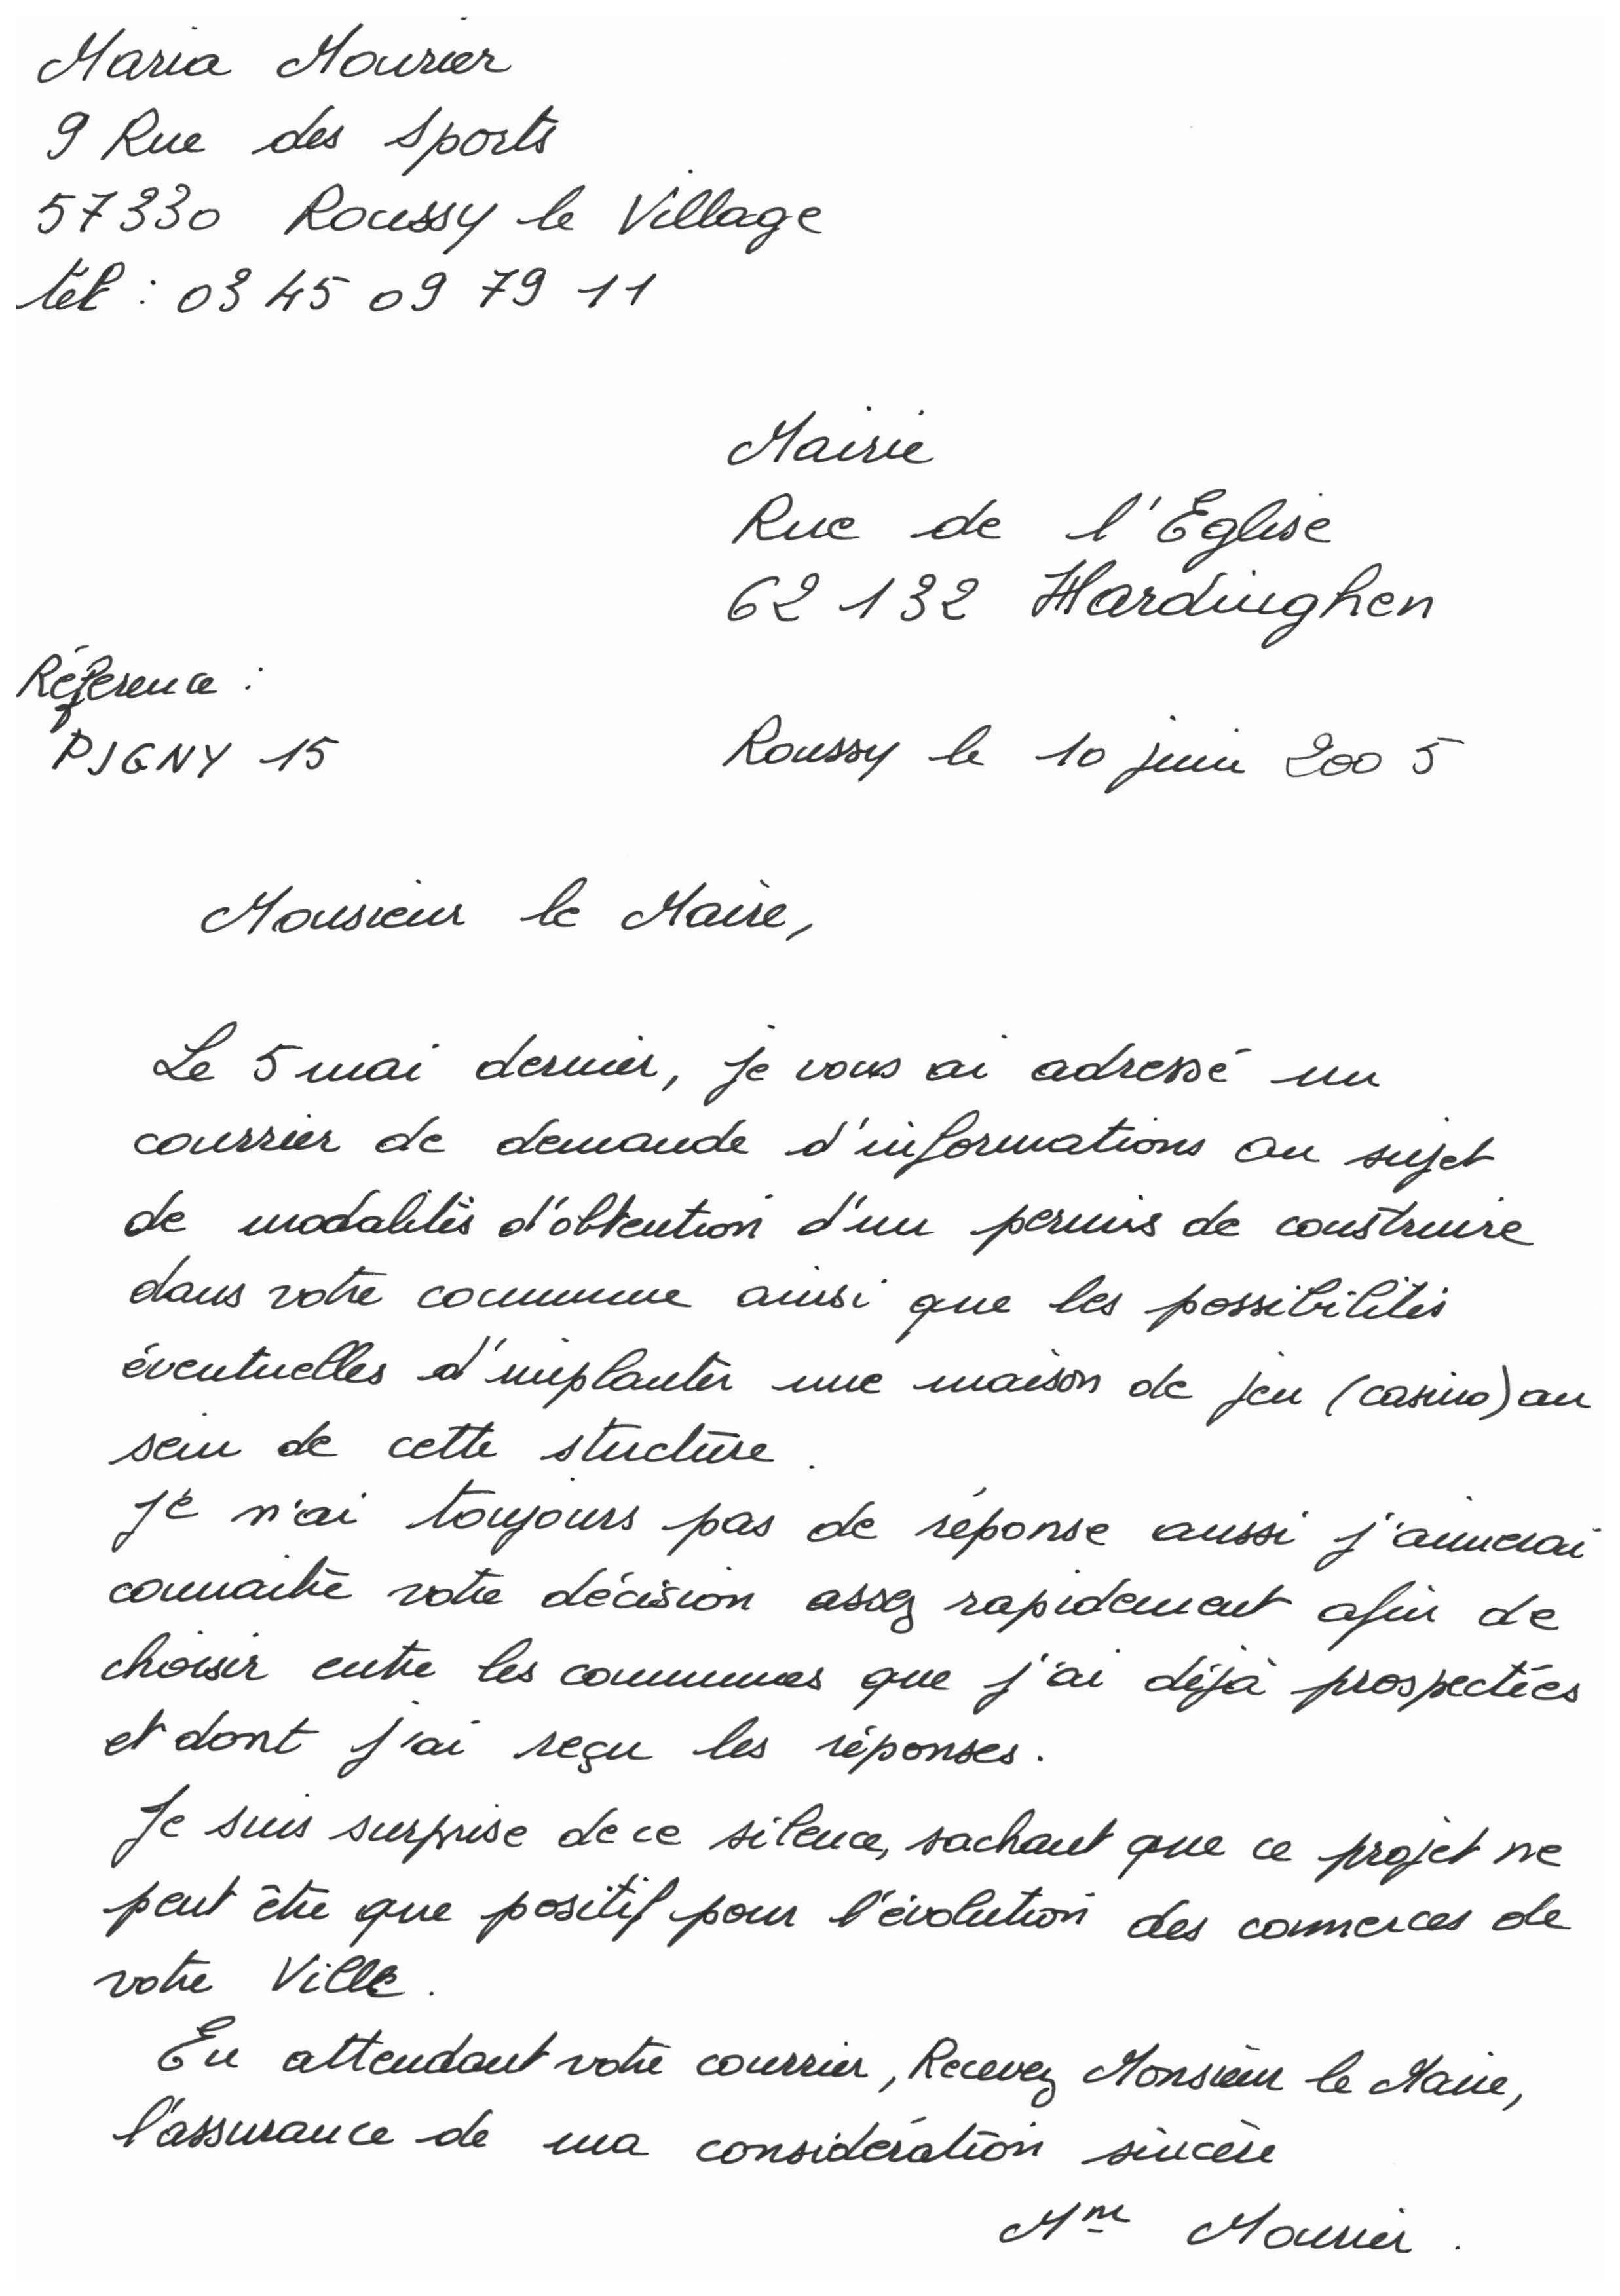 Maria Mourier
9 Rue des Sports
57330 Roussy le Village
tél : 03 45 09 79 11
Mairie
Rue de l'Eglise
62 132 Hardinghen
Référence :
PJGNY 15
Roussy le 10 juin 2005
Monsieur le Maire,
Le 5 mai dernier, je vous ai adressé un
courrier de demande d'informations au sujet
de modalités d'obtention d'un permis de construire
dans votre commune ainsi que les possibilités
éventuelles d'implanter une maison de jeu (casino) au
sein de cette stucture.
Je n'ai toujours pas de réponse aussi j'aimerai
connaitre votre décision assez rapidement afin de
choisir entre les communes que j'ai déjà prospectées
et dont j'ai reçu les réponses.
Je suis surprise de ce silence, sachant que ce projet ne
peut être que positif pour l'évolution des commerces de
votre Ville.
En attendant votre courrier, Recevez Monsieur le Maire,
l'assurance de ma considération sincère
Mme Mourier.